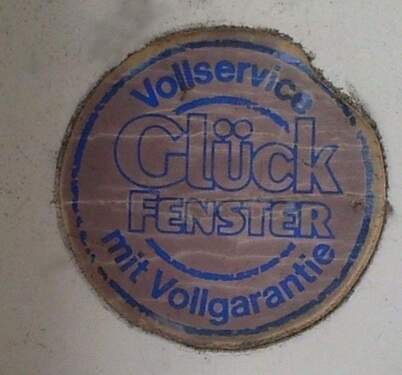 Vollservice
Glück
FENSTER
mit Vollgarantie